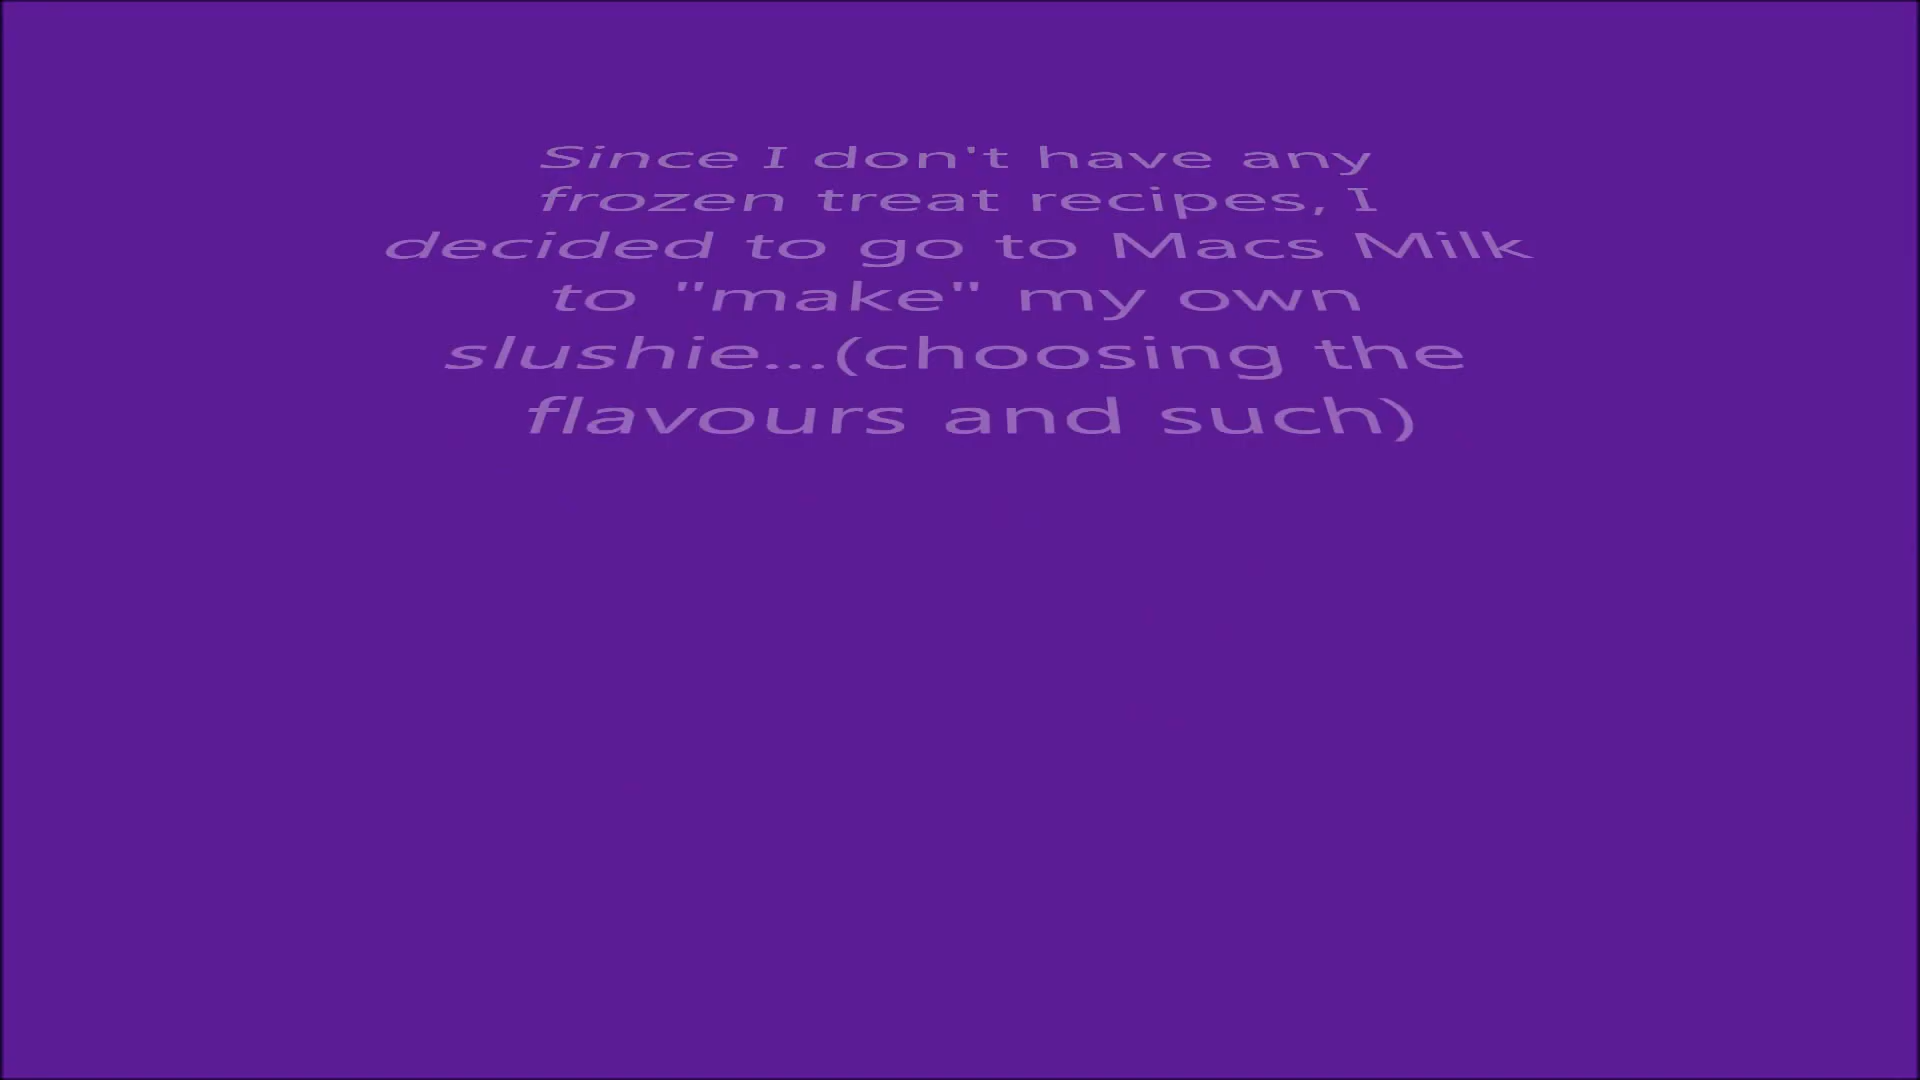 Since I don't have any
frozen treat recipes, I
decided to go to Macs Milk
to "make" my own
slushie...(choosing the
flavours and such)